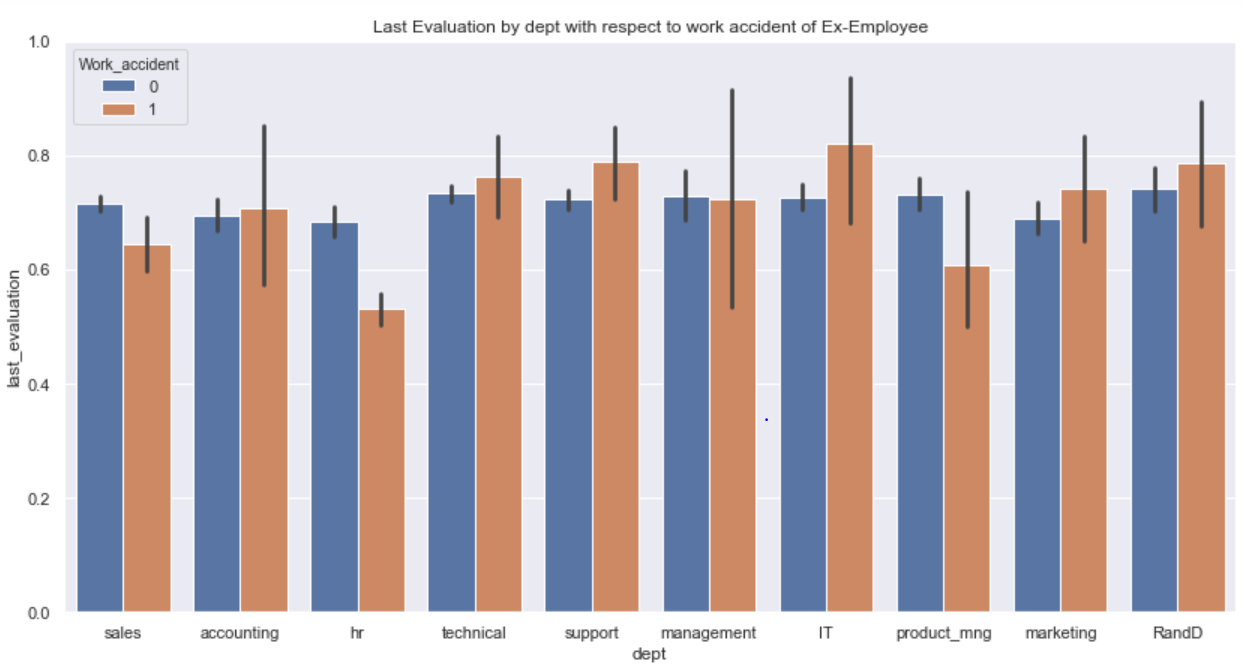 Last Evaluation by dept with respect to work accident of Ex-Employee
1.0
Work_accident
0
1
0.8
0.6
last_evaluation
0.4
0.2
0.0
sales accounting hr technical support management IT product_mng marketing RandD
dept